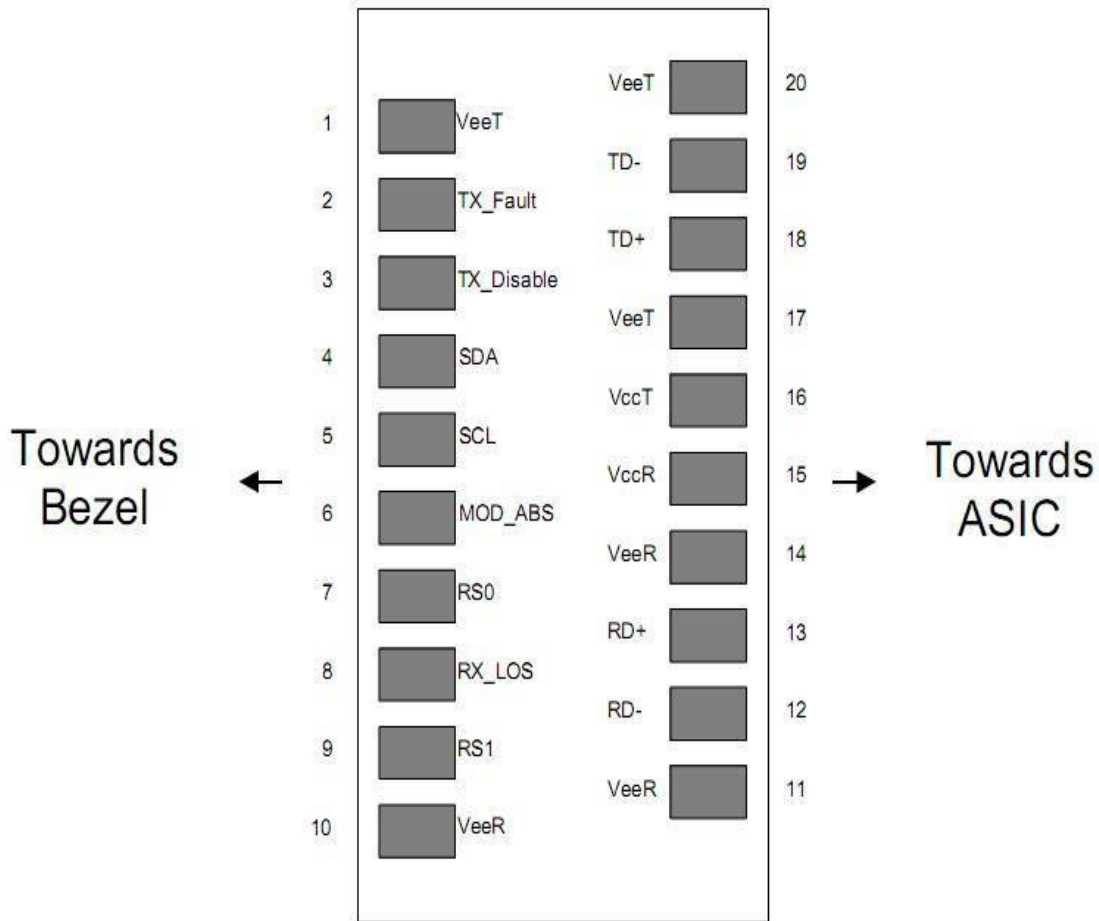 VeeT 20
1 VeeT
TD- 19
2 TX_Fault
TD+ 18
3 TX_Disable
VeeT 17
4 SDA
VccT 16
5 SCL
Towards
Bezel
VccR 15
Towards
ASIC
6 MOD_ABS
VeeR 14
7 RS0
RD+ 13
8 RX_LOS
RD- 12
9 RS1
VeeR 11
10 VeeR